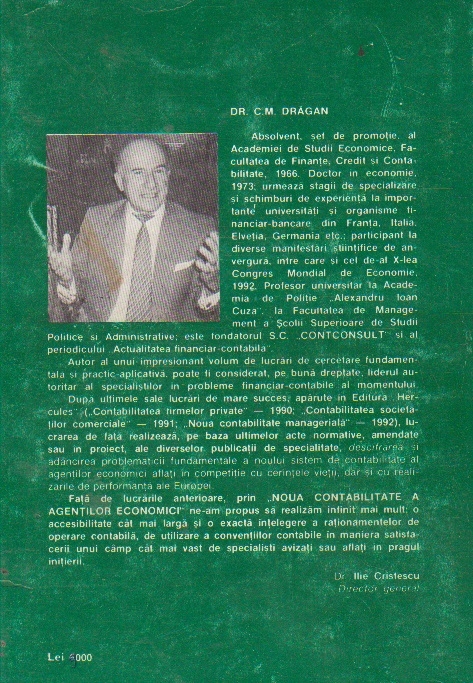 DR. C.M. DRĂGAN
Absolvent, șef de promoție, al
Academiei de Studii Economice, Fa-
cultatea de Finanțe, Credit și Conta-
bilitate, 1966. Doctor în economie,
1973; urmează stagii de specializare
și schimburi de experiență la impor-
tante universități și organisme fi-
nanciar-bancare din Franța, Italia,
Elveția, Germania etc.; participant la
diverse manifestări științifice de an-
vergură, între care și cel de-al X-lea
Congres Mondial de Economie,
1992. Profesor universitar la Acade-
mia de Poliție „Alexandru Ioan
Cuza”, la Facultatea de Manage-
ment a Școlii Superioare de Studii
Politice și Administrative; este fondatorul S.C. „CONTCONSULT” și al
periodicului „Actualitatea financiar-contabilă”.
Autor al unui impresionant volum de lucrări de cercetare fundamen-
tală și practic-aplicativă, poate fi considerat, pe bună dreptate, liderul au-
toritar al specialiștilor în probleme financiar-contabile al momentului.
După ultimele sale lucrări de mare succes, apărute în Editura „Her-
cules” („Contabilitatea firmelor private” — 1990; „Contabilitatea societă-
ților comerciale” — 1991; „Noua contabilitate managerială” — 1992), lu-
crarea de față realizează, pe baza ultimelor acte normative, amendate
sau în proiect, ale diverselor publicații de specialitate, descifrarea și
adâncirea problematicii fundamentale a noului sistem de contabilitate al
agenților economici aflați în competiție cu cerințele vieții, dar și cu reali-
zările de performanță ale Europei.
Față de lucrările anterioare, prin „NOUA CONTABILITATE A
AGENȚILOR ECONOMICI” ne-am propus să realizăm infinit mai mult: o
accesibilitate cât mai largă și o exactă înțelegere a raționamentelor de
operare contabilă, de utilizare a convențiilor contabile în maniera satisfa-
cerii unui câmp cât mai vast de specialiști avizați sau aflați în pragul
inițierii.
Dr. Ilie Cristescu
Director general
Lei